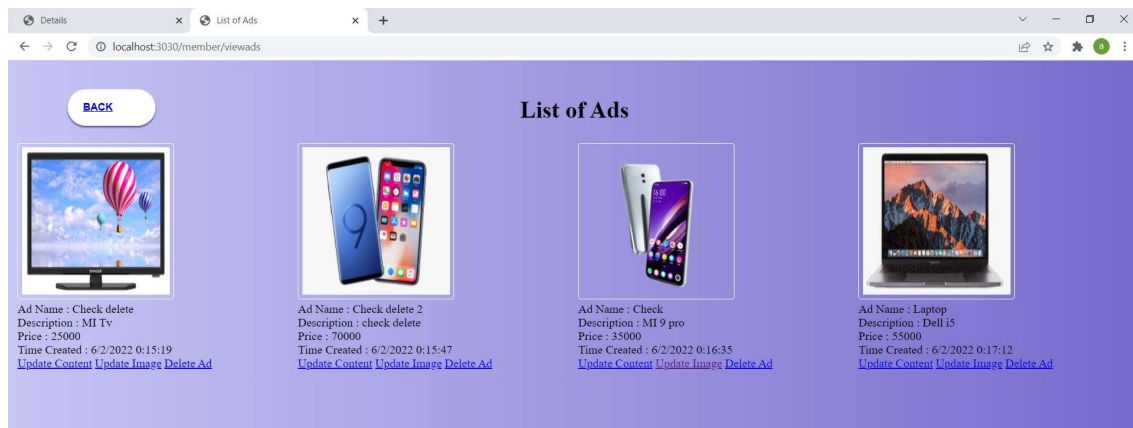 Details
List of Ads
localhost:3030/member/viewads
a
BACK
List of Ads
SINGER
Ad Name : Check delete
Description : MI Tv
Price : 25000
Time Created : 6/2/2022 0:15:19
Update Content Update Image Delete Ad
9
Ad Name : Check delete 2
Description : check delete
Price : 70000
Time Created : 6/2/2022 0:15:47
Update Content Update Image Delete Ad
16:00
Ad Name : Check
Description : MI 9 pro
Price : 35000
Time Created : 6/2/2022 0:16:35
Update Content Update Image Delete Ad
Ad Name : Laptop
Description : Dell i5
Price : 55000
Time Created : 6/2/2022 0:17:12
Update Content Update Image Delete Ad